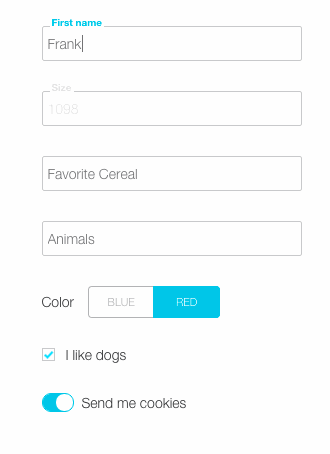 First name
Frank
Size
1098
Favorite Cereal
Animals
Color BLUE RED
I like dogs
Send me cookies